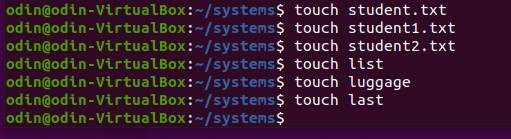 odin@odin-VirtualBox:~/systems$ touch student.txt
odin@odin-VirtualBox:~/systems$ touch student1.txt
odin@odin-VirtualBox:~/systems$ touch student2.txt
odin@odin-VirtualBox:~/systems$ touch list
odin@odin-VirtualBox:~/systems$ touch luggage
odin@odin-VirtualBox:~/systems$ touch last
odin@odin-VirtualBox:~/systems$